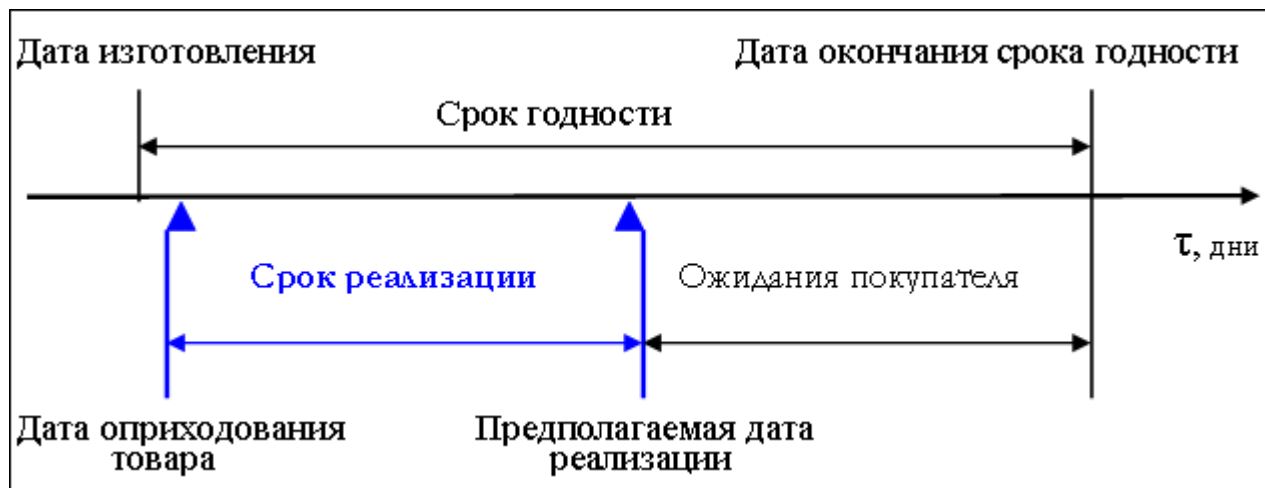 Дата изготовления
Дата окончания срока годности
Срок годности
τ, дни
Срок реализации
Ожидания покупателя
Дата оприходования
товара
Предполагаемая дата
реализации